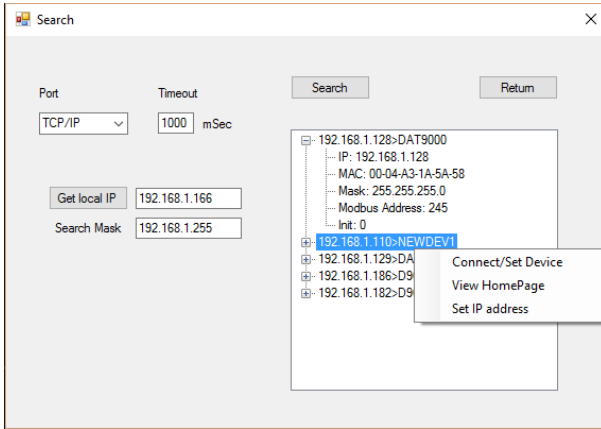 Search
Port
Timeout
Search
Return
TCP/IP
1000 mSec
Get local IP
192.168.1.166
Search Mask
192.168.1.255
192.168.1.128>DAT9000
IP: 192.168.1.128
MAC: 00-04-A3-1A-5A-58
Mask: 255.255.255.0
Modbus Address: 245
Init: 0
192.168.1.110>NEWDEV1
192.168.1.129>DA
192.168.1.186>D9
192.168.1.182>D9
Connect/Set Device
View HomePage
Set IP address